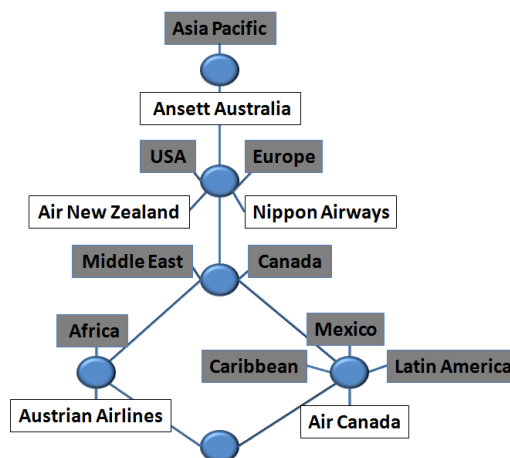 Asia Pacific
Ansett Australia
USA
Europe
Air New Zealand
Nippon Airways
Middle East
Canada
Africa
Mexico
Caribbean
Latin America
Austrian Airlines
Air Canada